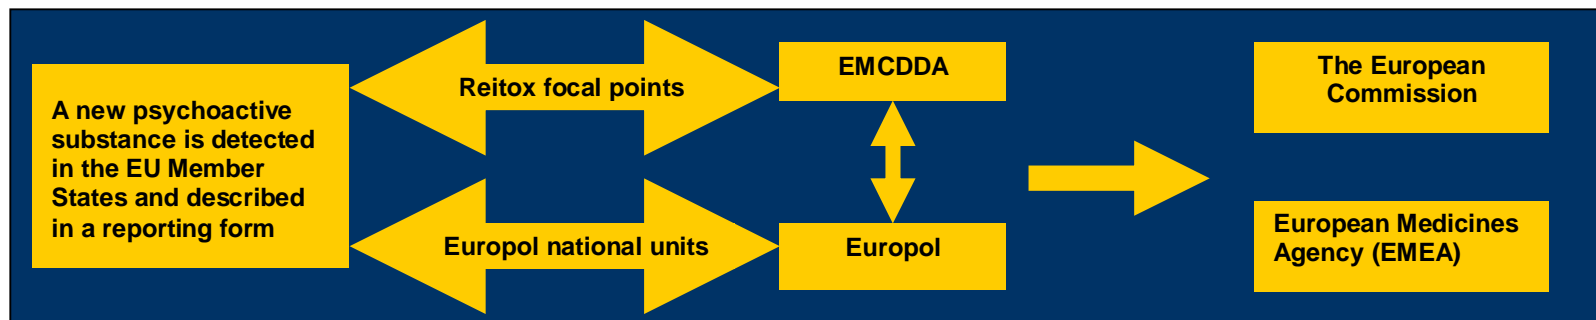 A new psychoactive
substance is detected
in the EU Member
States and described
in a reporting form
Reitox focal points
Europol national units
EMCDDA
Europol
The European
Commission
European Medicines
Agency (EMEA)